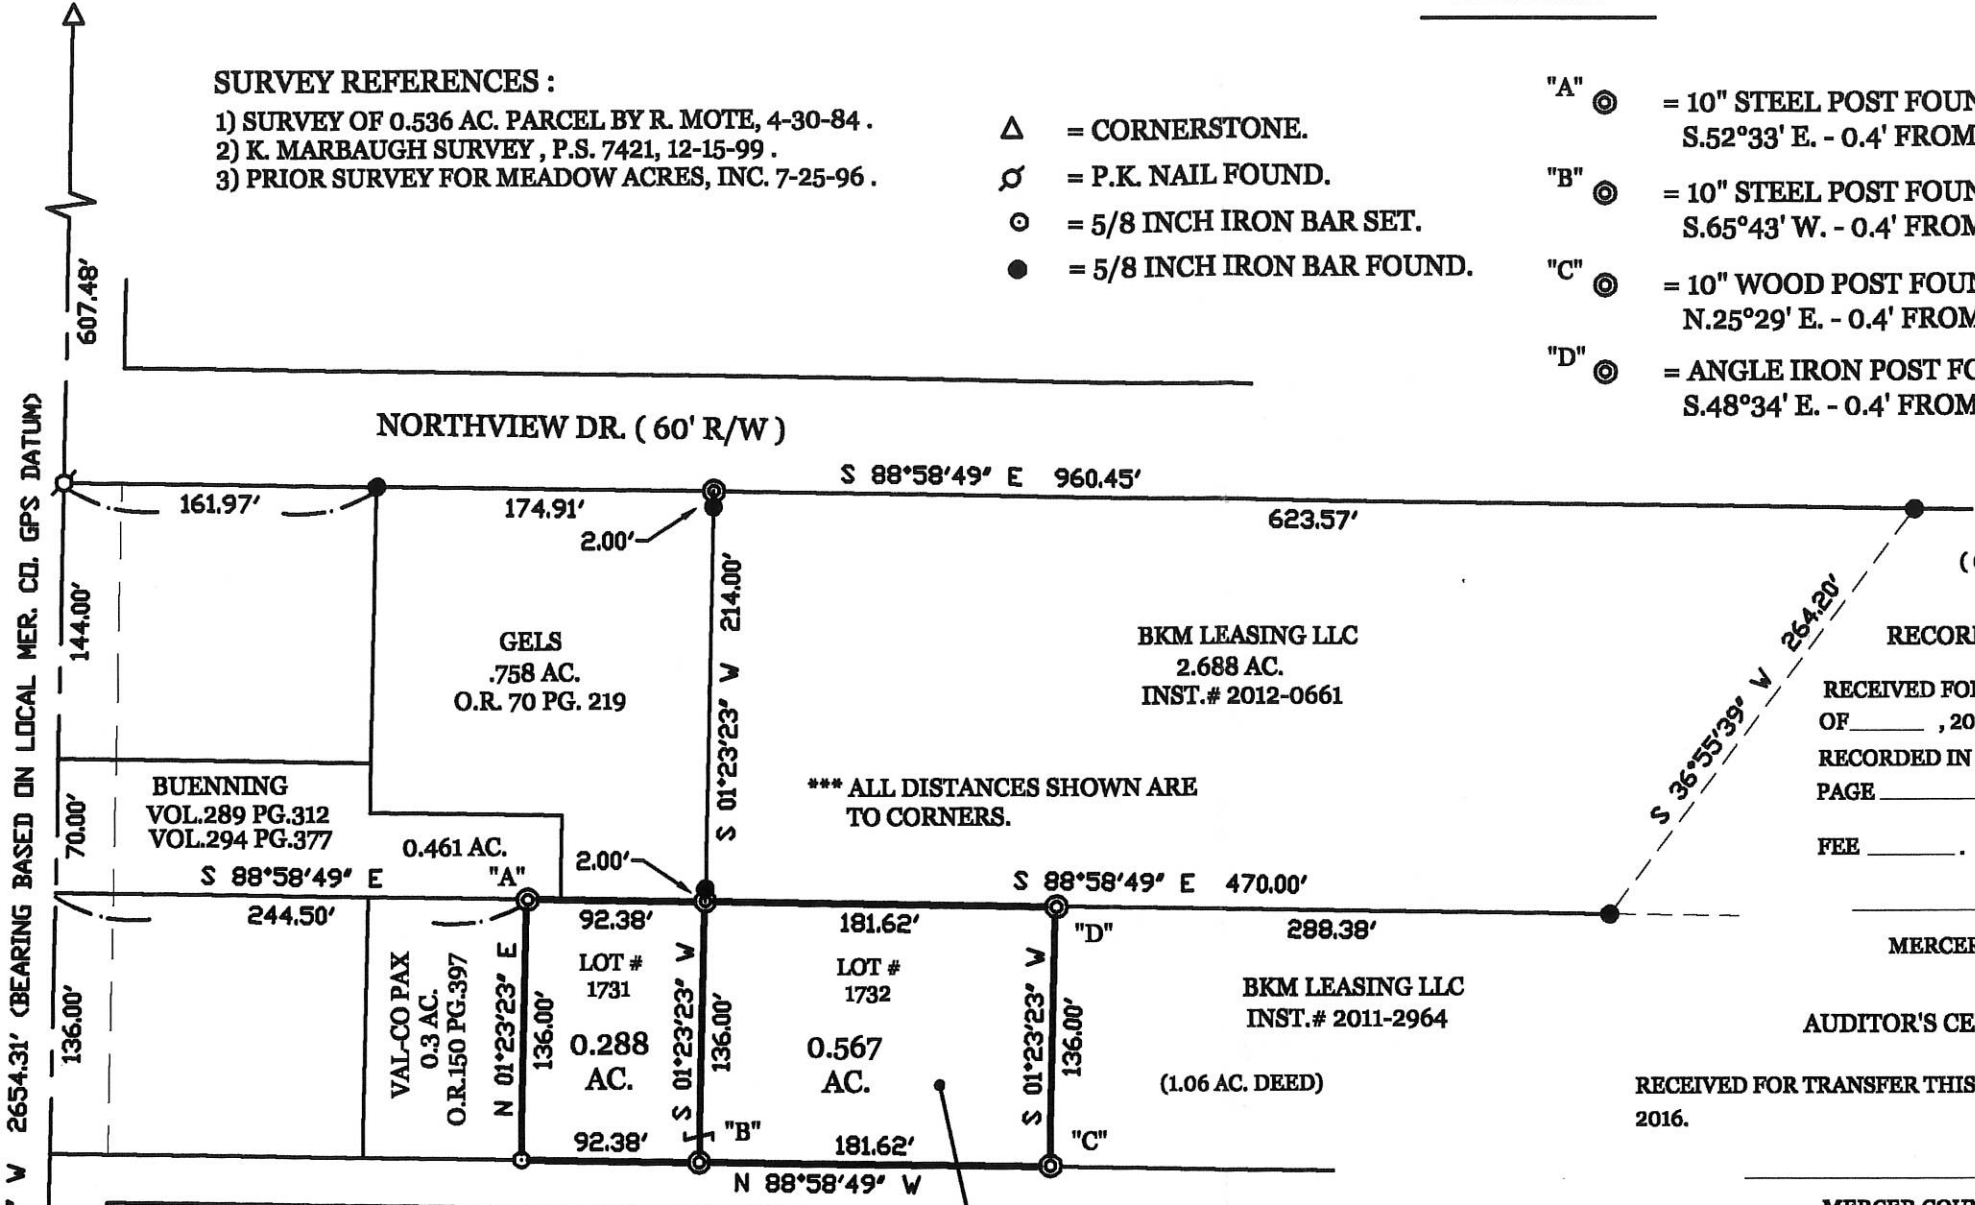 SURVEY REFERENCES :
1) SURVEY OF 0.536 AC. PARCEL BY R. MOTE, 4-30-84 .
2) K. MARBAUGH SURVEY , P.S. 7421, 12-15-99 .
3) PRIOR SURVEY FOR MEADOW ACRES, INC. 7-25-96 .
= CORNERSTONE.
= P.K. NAIL FOUND.
= 5/8 INCH IRON BAR SET.
= 5/8 INCH IRON BAR FOUND.
"A"
= 10" STEEL POST FOUN
S.52°33' E. - 0.4' FROM
"B"
= 10" STEEL POST FOUN
S.65°43' W. - 0.4' FROM
"C"
= 10" WOOD POST FOUN
N.25°29' E. - 0.4' FROM
"D"
= ANGLE IRON POST FO
S.48°34' E. - 0.4' FROM
607.48'
NORTHVIEW DR. ( 60' R/W )
S 88°58'49" E 960.45'
161.97'
174.91'
2.00'
623.57'
144.00'
214.00'
S 01°23'23" W
GELS
.758 AC.
O.R. 70 PG. 219
BKM LEASING LLC
2.688 AC.
INST.# 2012-0661
S 36°55'39" W 264.20'
RECOR
RECEIVED FO
OF______ , 20
RECORDED IN
PAGE
FEE ______ .
BUENNING
VOL.289 PG.312
VOL.294 PG.377
70.00'
*** ALL DISTANCES SHOWN ARE
TO CORNERS.
0.461 AC.
S 88°58'49" E
"A"
2.00'
S 88°58'49" E 470.00'
244.50'
92.38'
181.62'
"D"
288.38'
LOT #
1731
0.288
AC.
LOT #
1732
0.567
AC.
VAL-CO PAX
0.3 AC.
O.R.150 PG.397
N 01°23'23" E
136.00'
S 01°23'23" W
136.00'
S 01°23'23" W
136.00'
136.00'
BKM LEASING LLC
INST.# 2011-2964
(1.06 AC. DEED)
MERCER
AUDITOR'S CE
RECEIVED FOR TRANSFER THIS
2016.
92.38'
"B"
181.62'
"C"
N 88°58'49" W
" W 2654.31' (BEARING BASED ON LOCAL MER. CO. GPS DATUM)
MERCER COUN